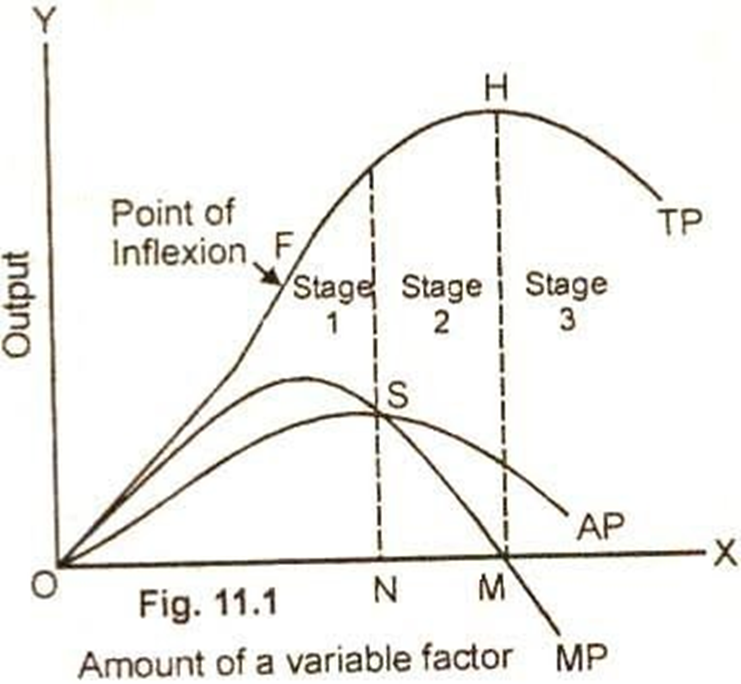 Y
H
Point of
Inflexion
F
TP
Output
Stage
1
Stage
2
Stage
3
S
AP
X
O
Fig. 11.1
N
M
Amount of a variable factor
MP